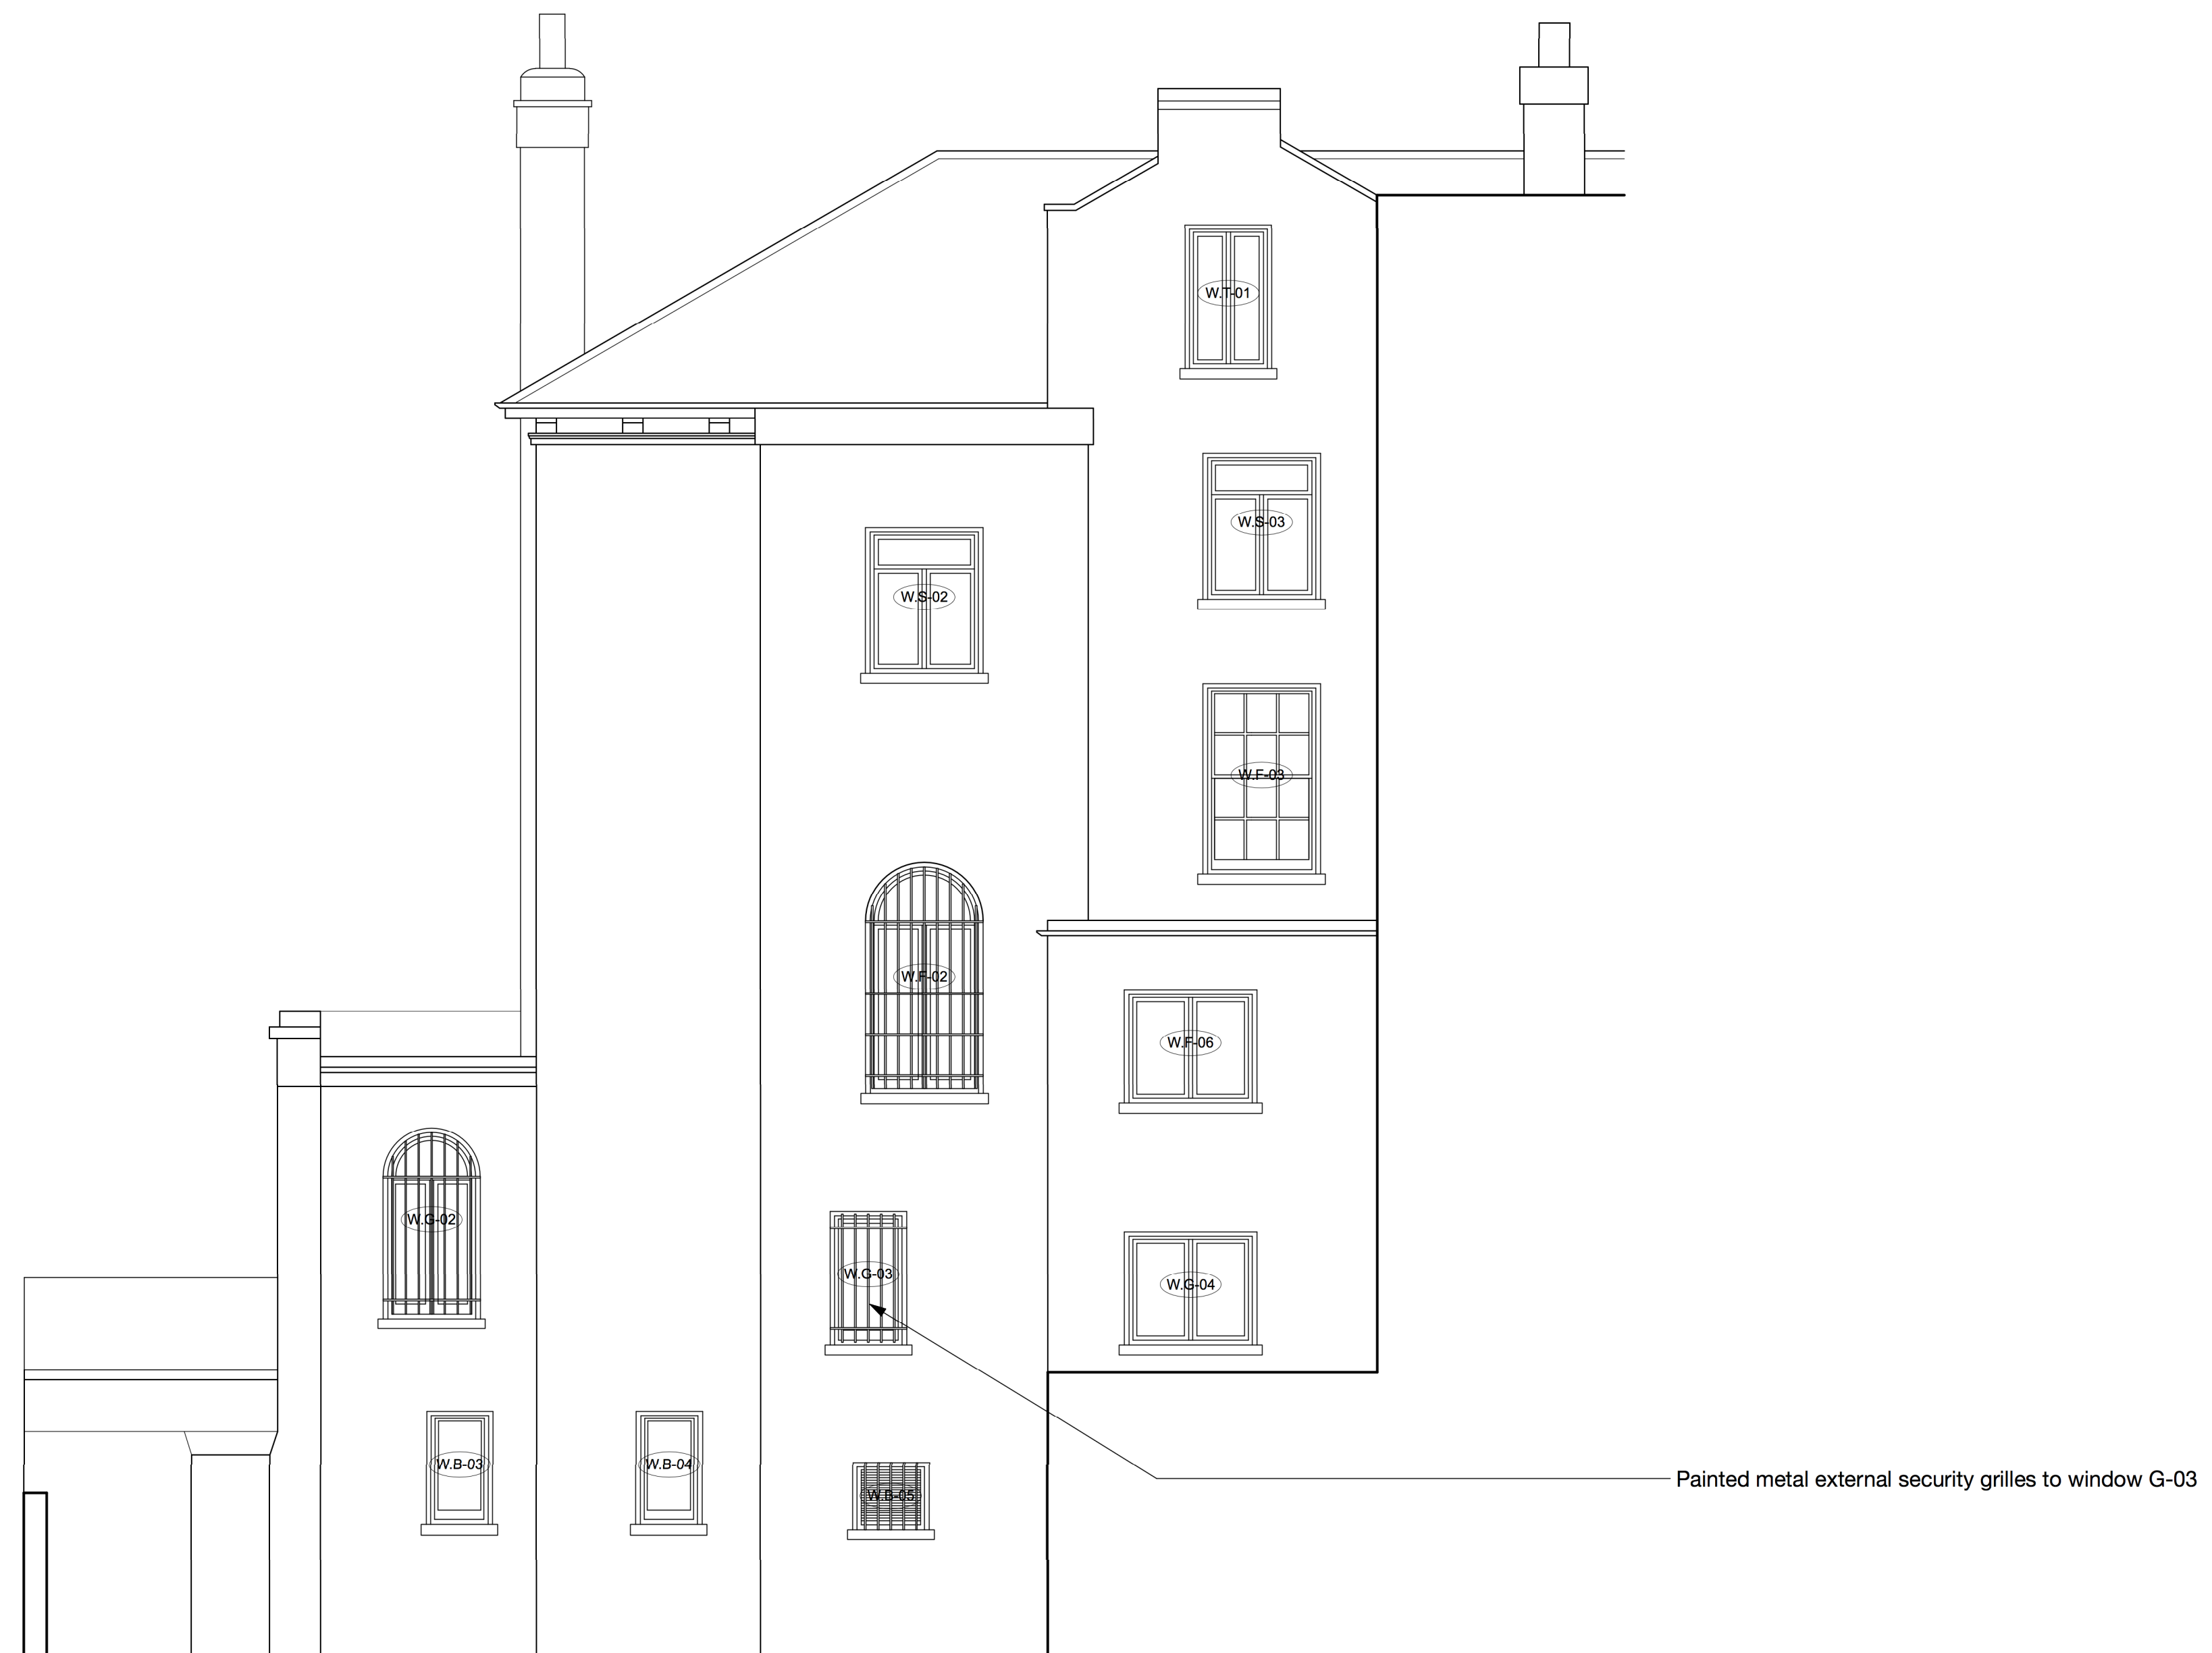 W.T-01
W.S-03
W.S-02
W.F-03
W.F-02
W.F-06
W.G-02
W.G-03
W.G-04
W.B-03
W.B-04
W.B-05
Painted metal external security grilles to window G-03